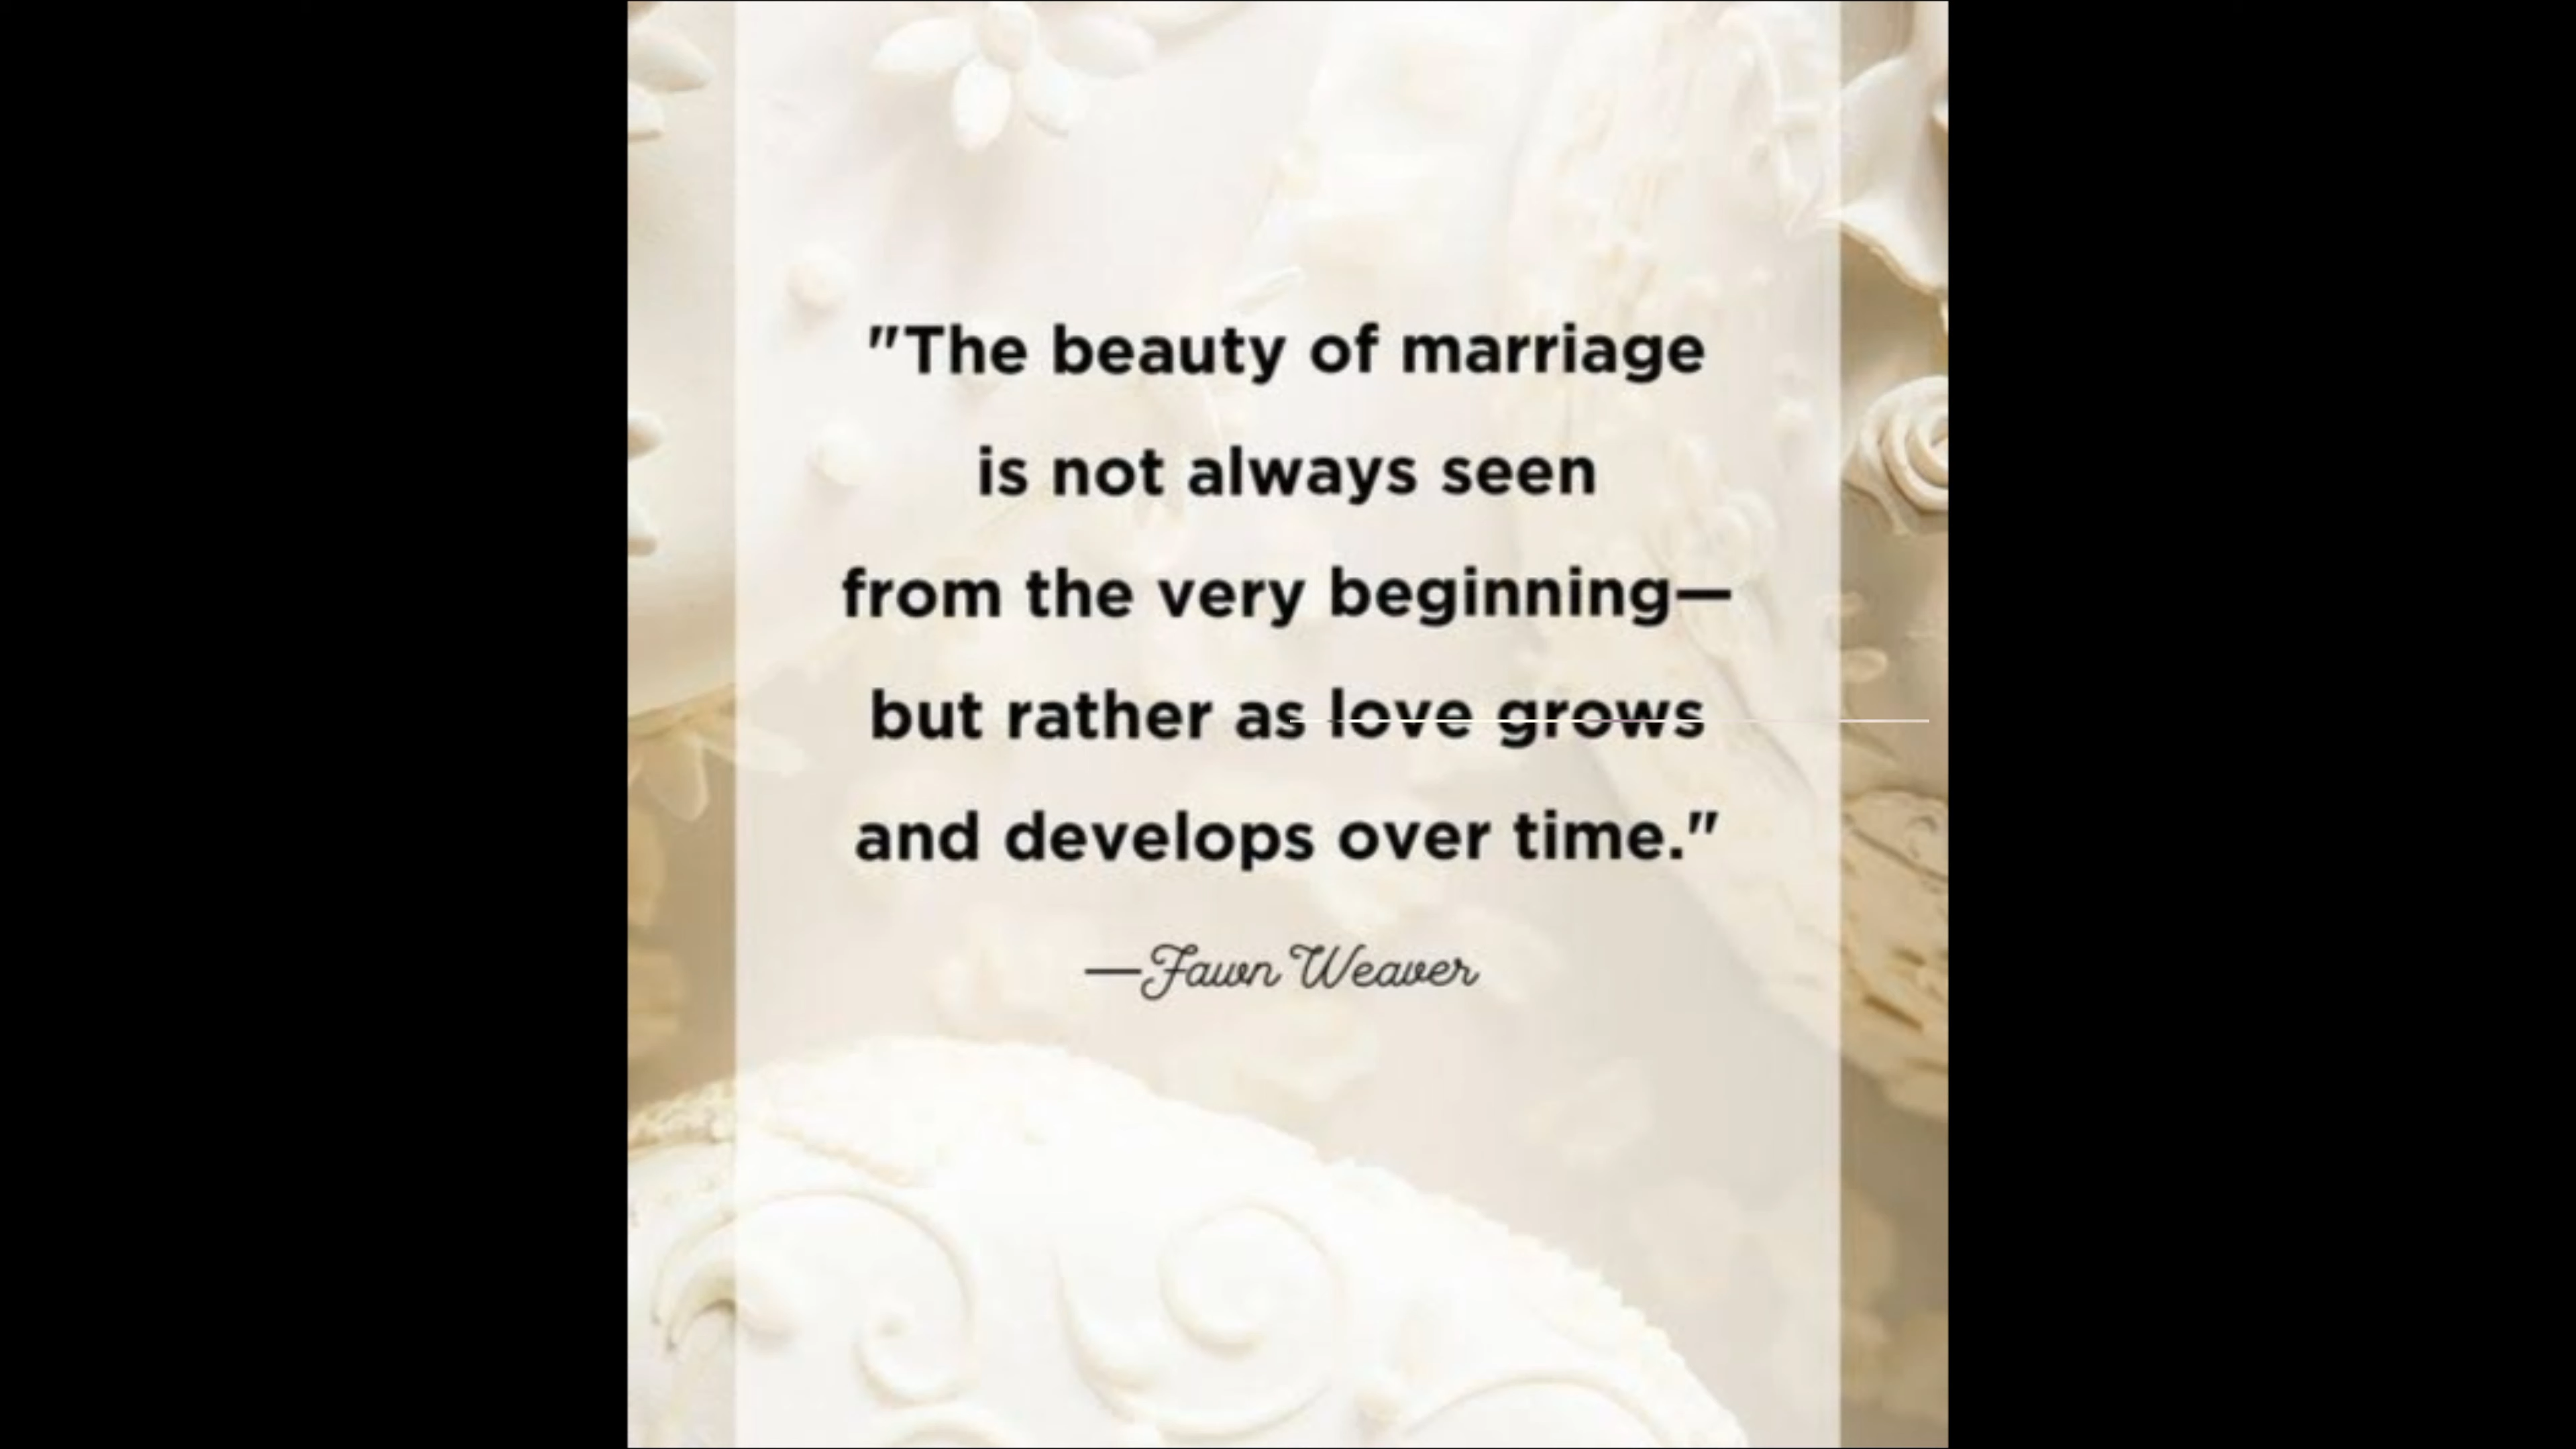 "The beauty of marriage
is not always seen
from the very beginning—
but rather as love grows
and develops over time."
—Fawn Weaver